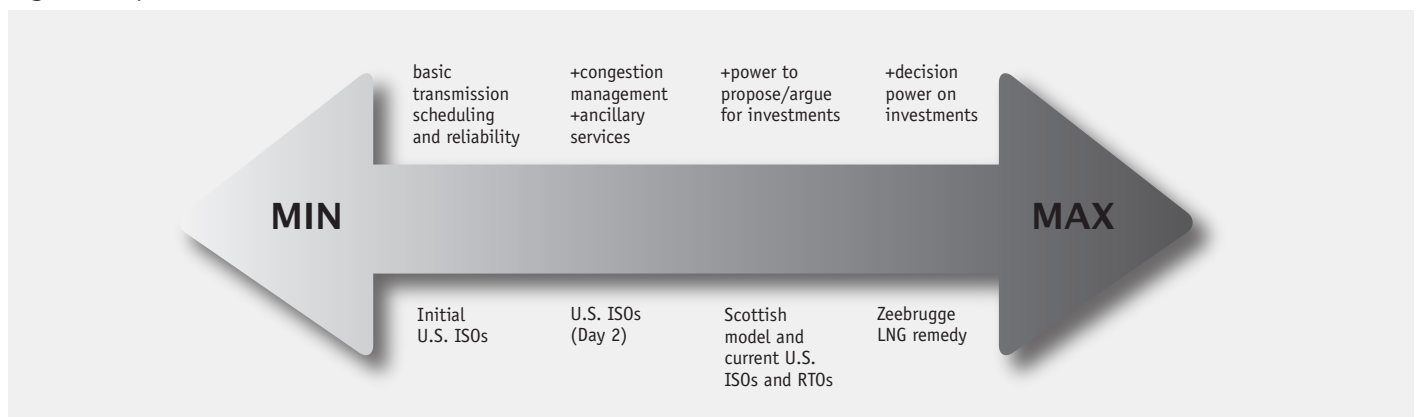 basic
transmission
scheduling
and reliability
+congestion
management
+ancillary
services
+power to
propose/argue
for investments
+decision
power on
investments
MIN
MAX
Initial
U.S. ISOs
U.S. ISOs
(Day 2)
Scottish
model and
current U.S.
ISOs and RTOs
Zeebrugge
LNG remedy